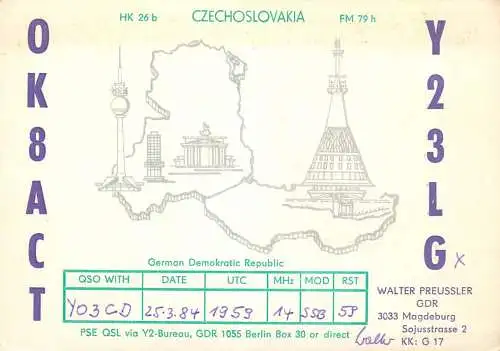 HK 26 b CZECHOSLOVAKIA FM 79 h
OK8ACT
Y23LG x
German Demokratic Republic
QSO WITH DATE UTC MHz MOD RST
YO3CD 25.3.84 1959 14 SSB 59
WALTER PREUSSLER
GDR
3033 Magdeburg
Sojusstrasse 2
KK: G 17
PSE QSL via Y2-Bureau, GDR 1055 Berlin Box 30 or direct
Walter